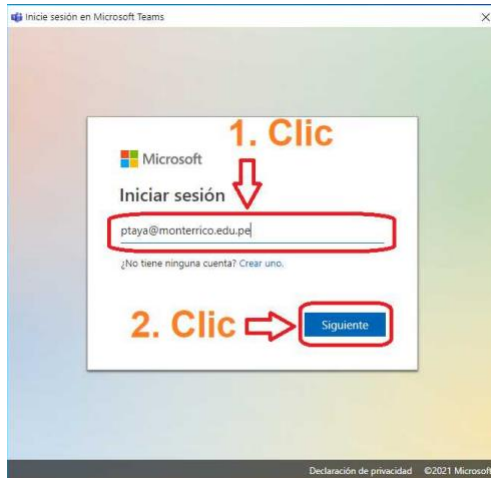 Inicie sesión en Microsoft Teams
1. Clic
Microsoft
Iniciar sesión
ptaya@monterrico.edu.pe
¿No tiene ninguna cuenta? Crear uno.
2. Clic
Siguiente
Declaración de privacidad ©2021 Microsoft